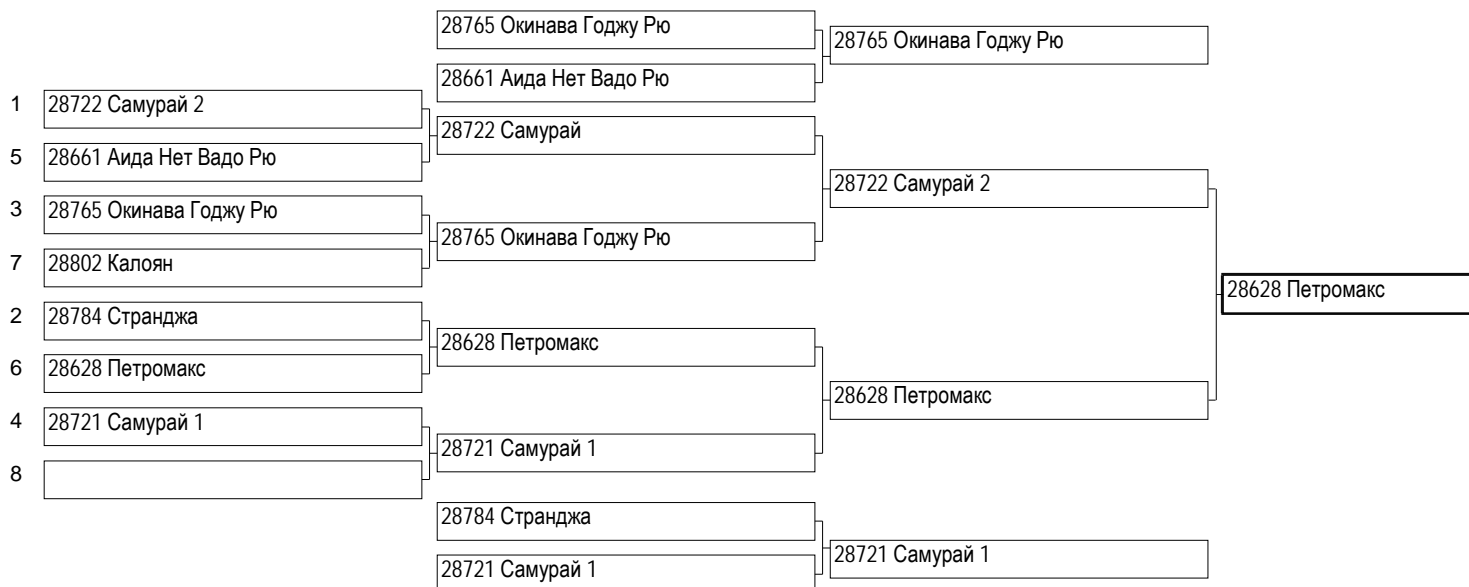 28765 Окинава Годжу Рю
28765 Окинава Годжу Рю
28661 Аида Нет Вадо Рю
1 28722 Самурай 2
28722 Самурай
5 28661 Аида Нет Вадо Рю
28722 Самурай 2
3 28765 Окинава Годжу Рю
28765 Окинава Годжу Рю
7 28802 Калоян
28628 Петромакс
2 28784 Странджа
28628 Петромакс
6 28628 Петромакс
28628 Петромакс
4 28721 Самурай 1
28721 Самурай 1
8
28784 Странджа
28721 Самурай 1
28721 Самурай 1